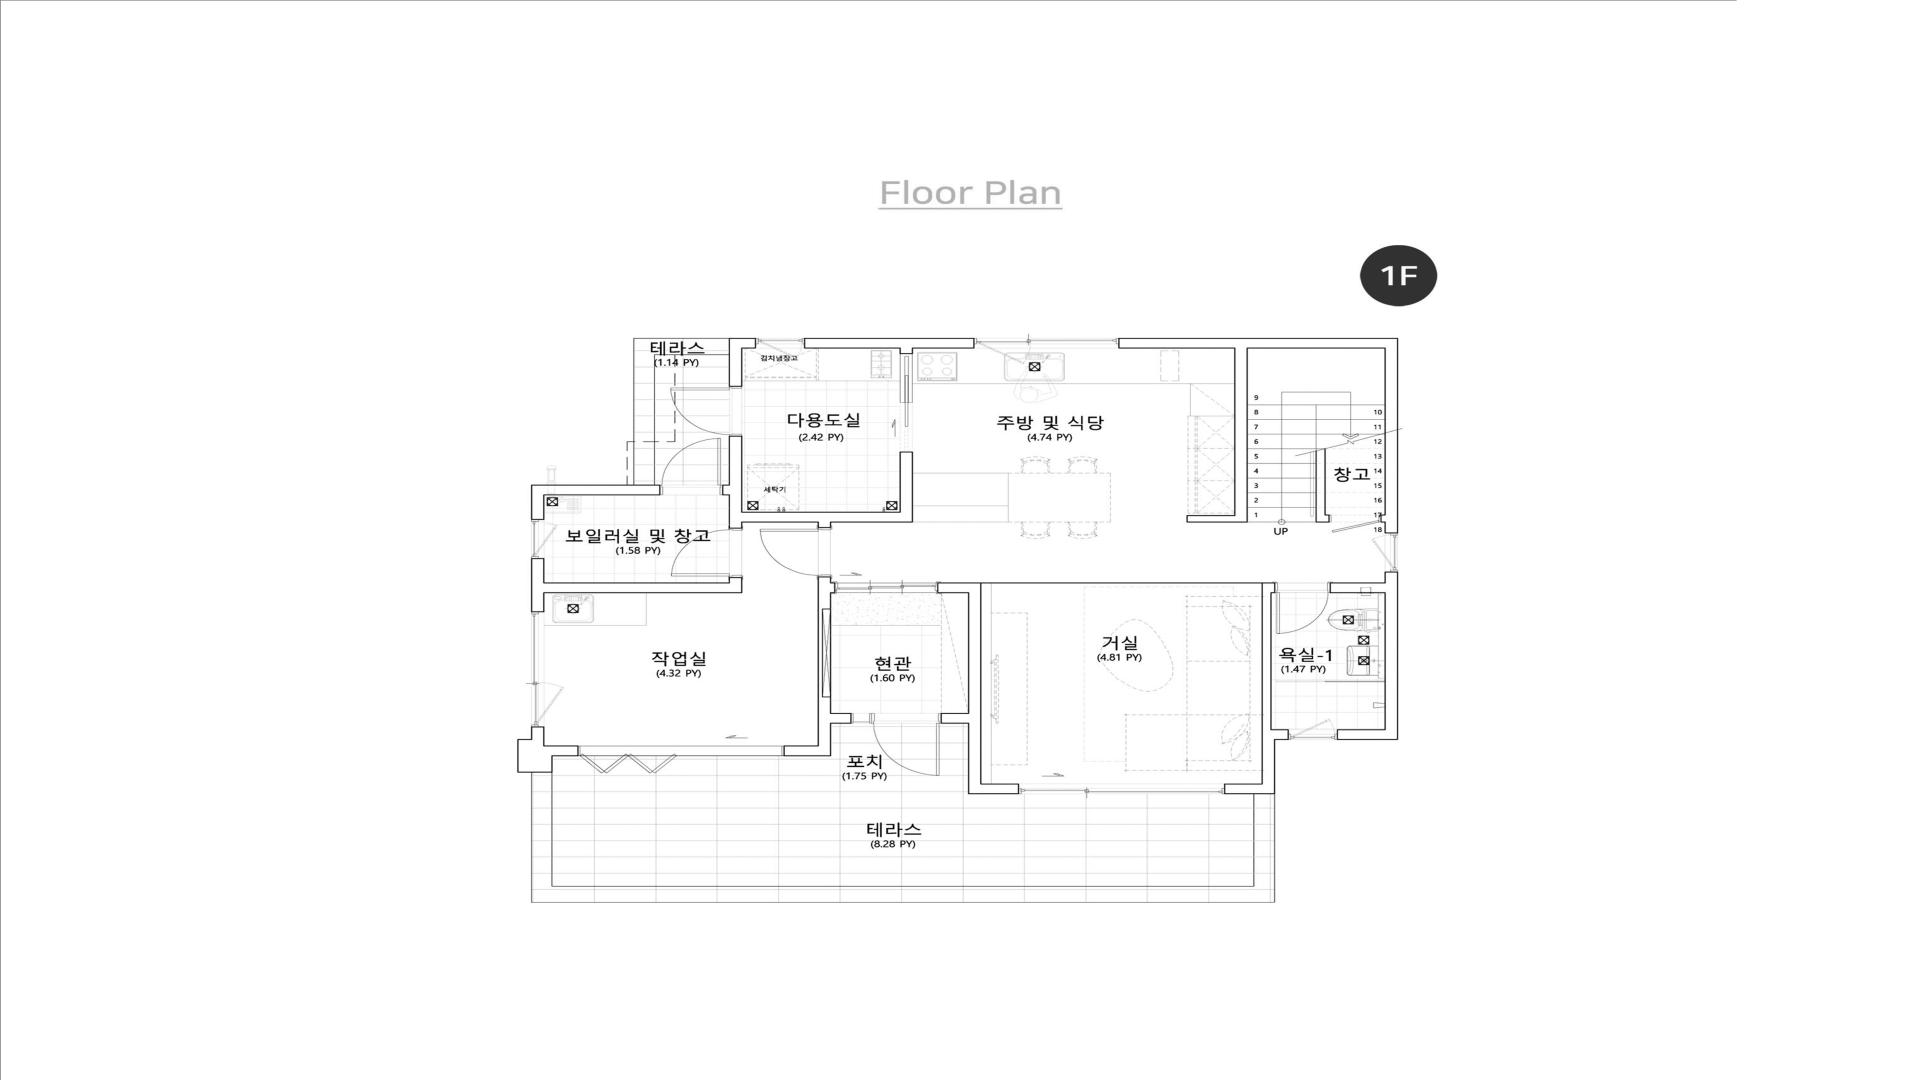 Floor Plan
1F
테라스
(1.14 PY)
김치냉장고
다용도실
(2.42 PY)
세탁기
주방 및 식당
(4.74 PY)
9
8
7
6
5
4
3
2
1
10
11
12
13
14
15
16
17
18
창고
UP
보일러실 및 창고
(1.58 PY)
작업실
(4.32 PY)
현관
(1.60 PY)
거실
(4.81 PY)
욕실-1
(1.47 PY)
포치
(1.75 PY)
테라스
(8.28 PY)